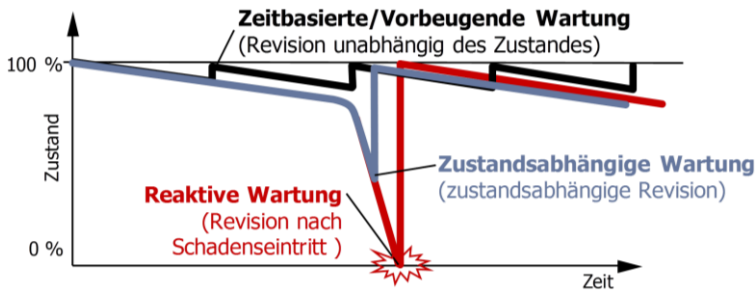 Zeitbasierte/Vorbeugende Wartung
(Revision unabhängig des Zustandes)
100 %
Zustand
Zustandsabhängige Wartung
(zustandsabhängige Revision)
Reaktive Wartung
(Revision nach
Schadenseintritt )
0 %
Zeit